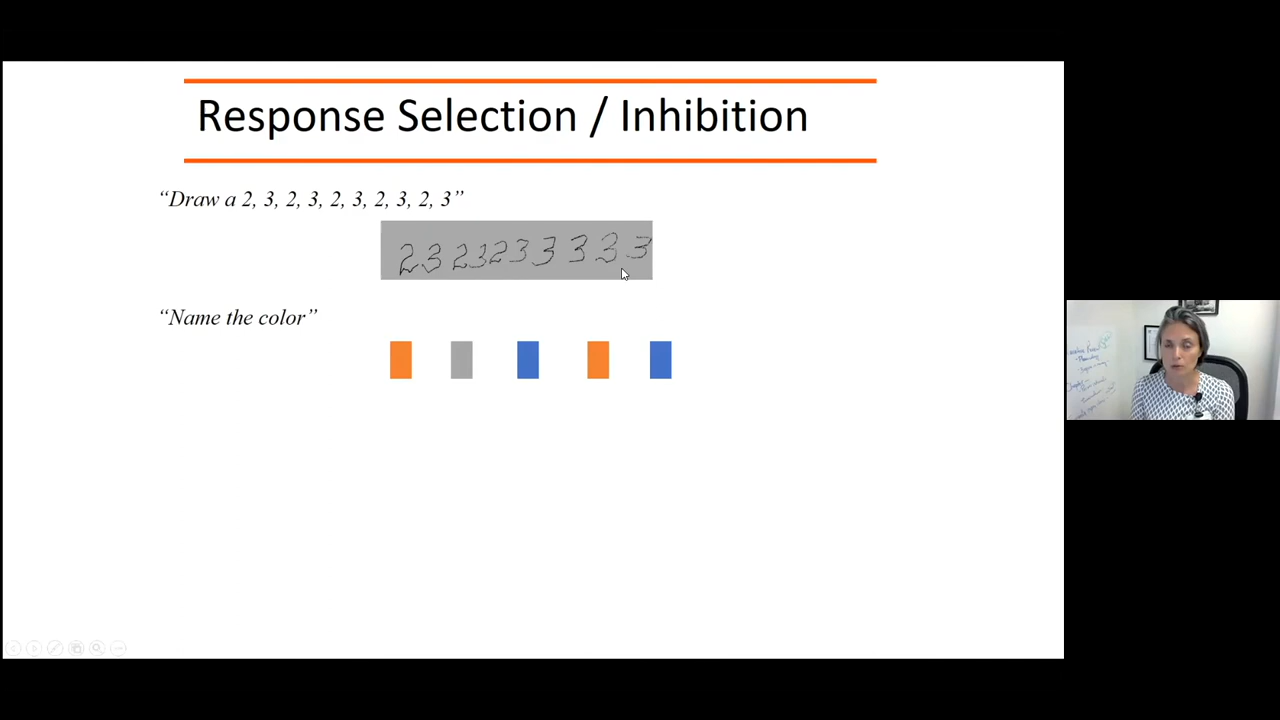 Response Selection / Inhibition
“Draw a 2, 3, 2, 3, 2, 3, 2, 3, 2, 3”
2 3 2 3 2 3 3 3 3 3
“Name the color”